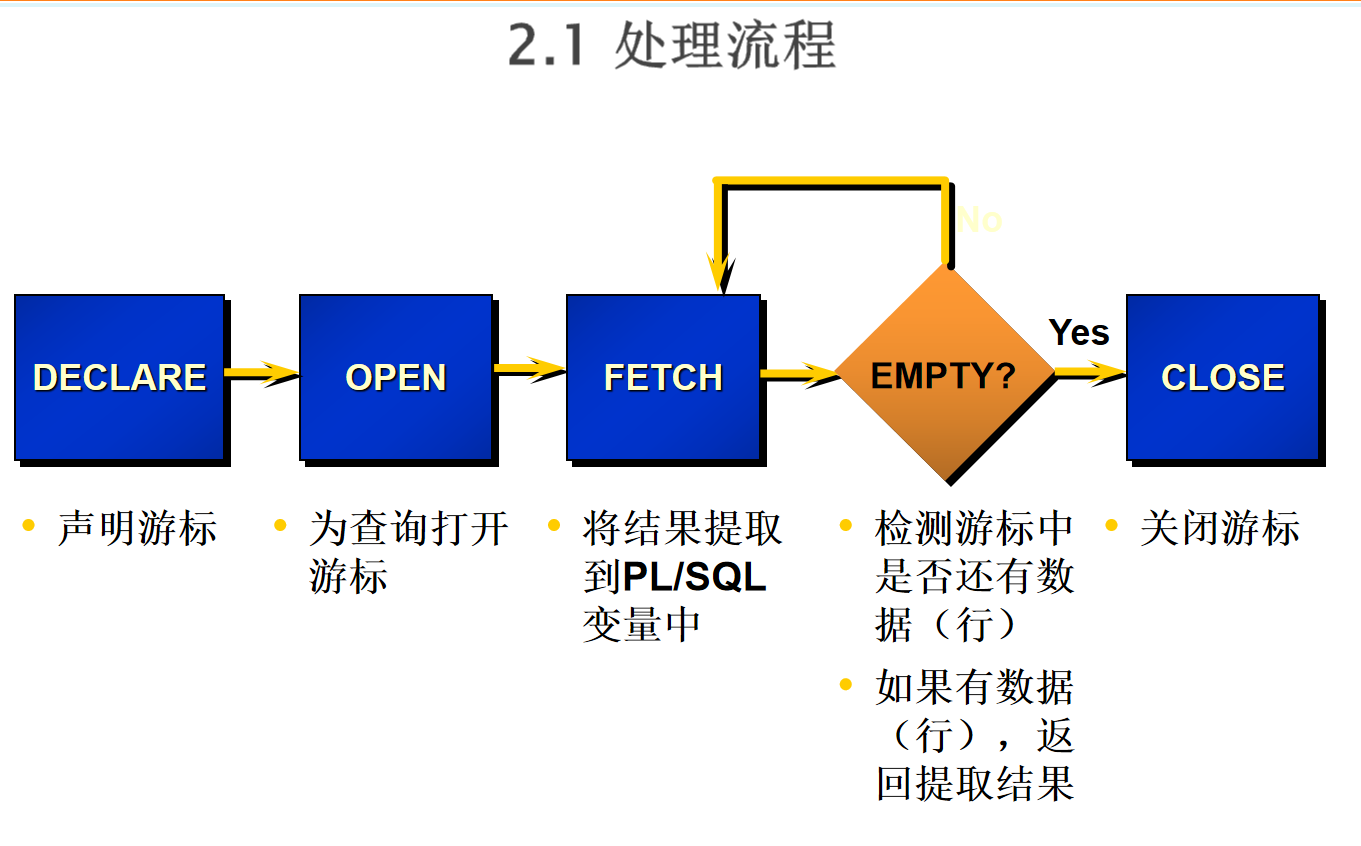 2.1 处理流程
No
Yes
DECLARE
OPEN
FETCH
EMPTY?
CLOSE
声明游标
为查询打开
游标
将结果提取
到PL/SQL
变量中
检测游标中
是否还有数
据（行）
如果有数据
（行），返
回提取结果
关闭游标